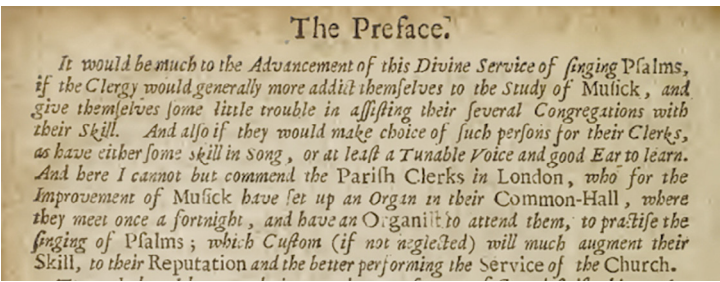 The Preface.
It would be much to the Advancement of this Divine Service of ſinging Pſalms,
if the Clergy would generally more addict themſelves to the Study of Muſick, and
give themſelves ſome little trouble in aſſiſting their ſeveral Congregations with
their Skill. And alſo if they would make choice of ſuch perſons for their Clerks,
as have either ſome skill in Song, or at leaſt a Tunable Voice and good Ear to learn.
And here I cannot but commend the Pariſh Clerks in London, who for the
Improvement of Muſick have ſet up an Organ in their Common-Hall, where
they meet once a fortnight, and have an Organiſt to attend them, to practiſe the
ſinging of Pſalms; which Cuſtom (if not neglected) will much augment their
Skill, to their Reputation and the better performing the Service of the Church.